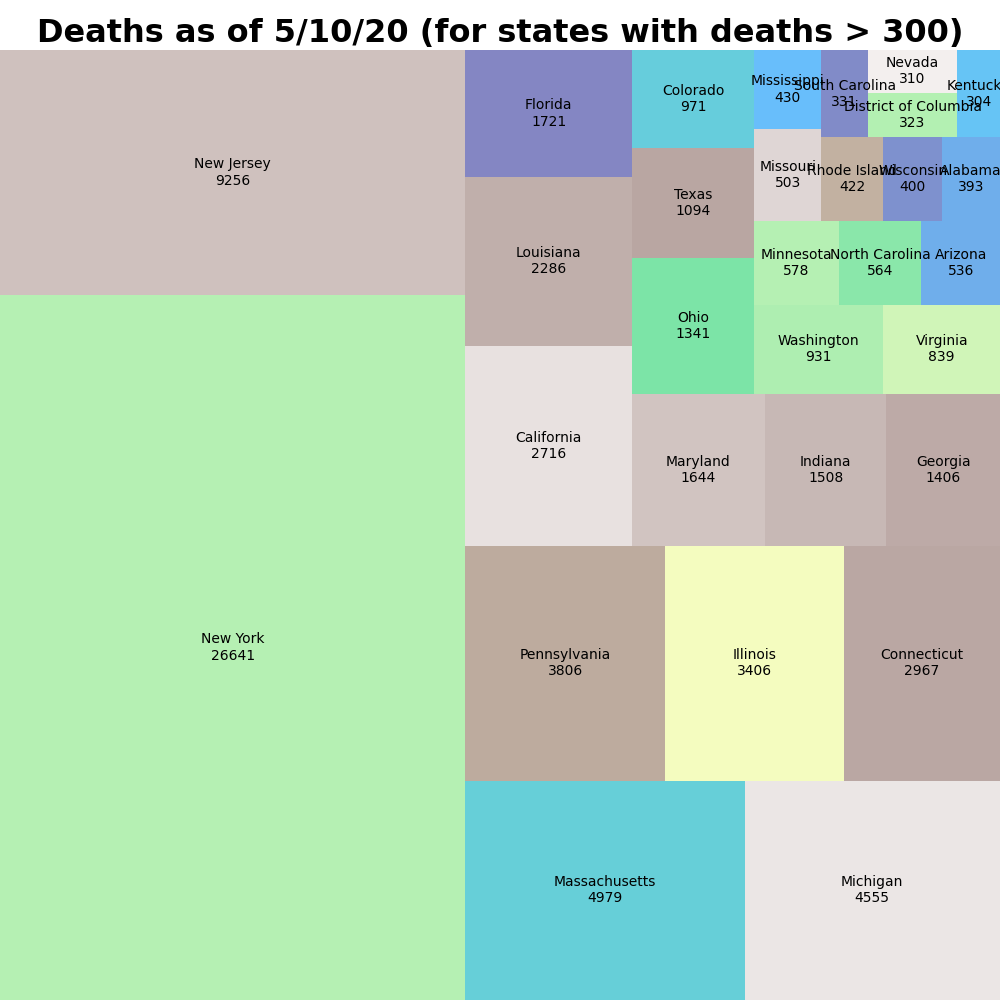 Deaths as of 5/10/20 (for states with deaths > 300)
New Jersey
9256
New York
26641
Florida
1721
Louisiana
2286
California
2716
Colorado
971
Texas
1094
Ohio
1341
Mississippi
430
South Carolina
331
Nevada
310
District of Columbia
323
Kentuck
304
Missouri
503
Rhode Island
422
Wisconsin
400
Alabama
393
Minnesota
578
North Carolina
564
Arizona
536
Washington
931
Virginia
839
Maryland
1644
Indiana
1508
Georgia
1406
Pennsylvania
3806
Illinois
3406
Connecticut
2967
Massachusetts
4979
Michigan
4555